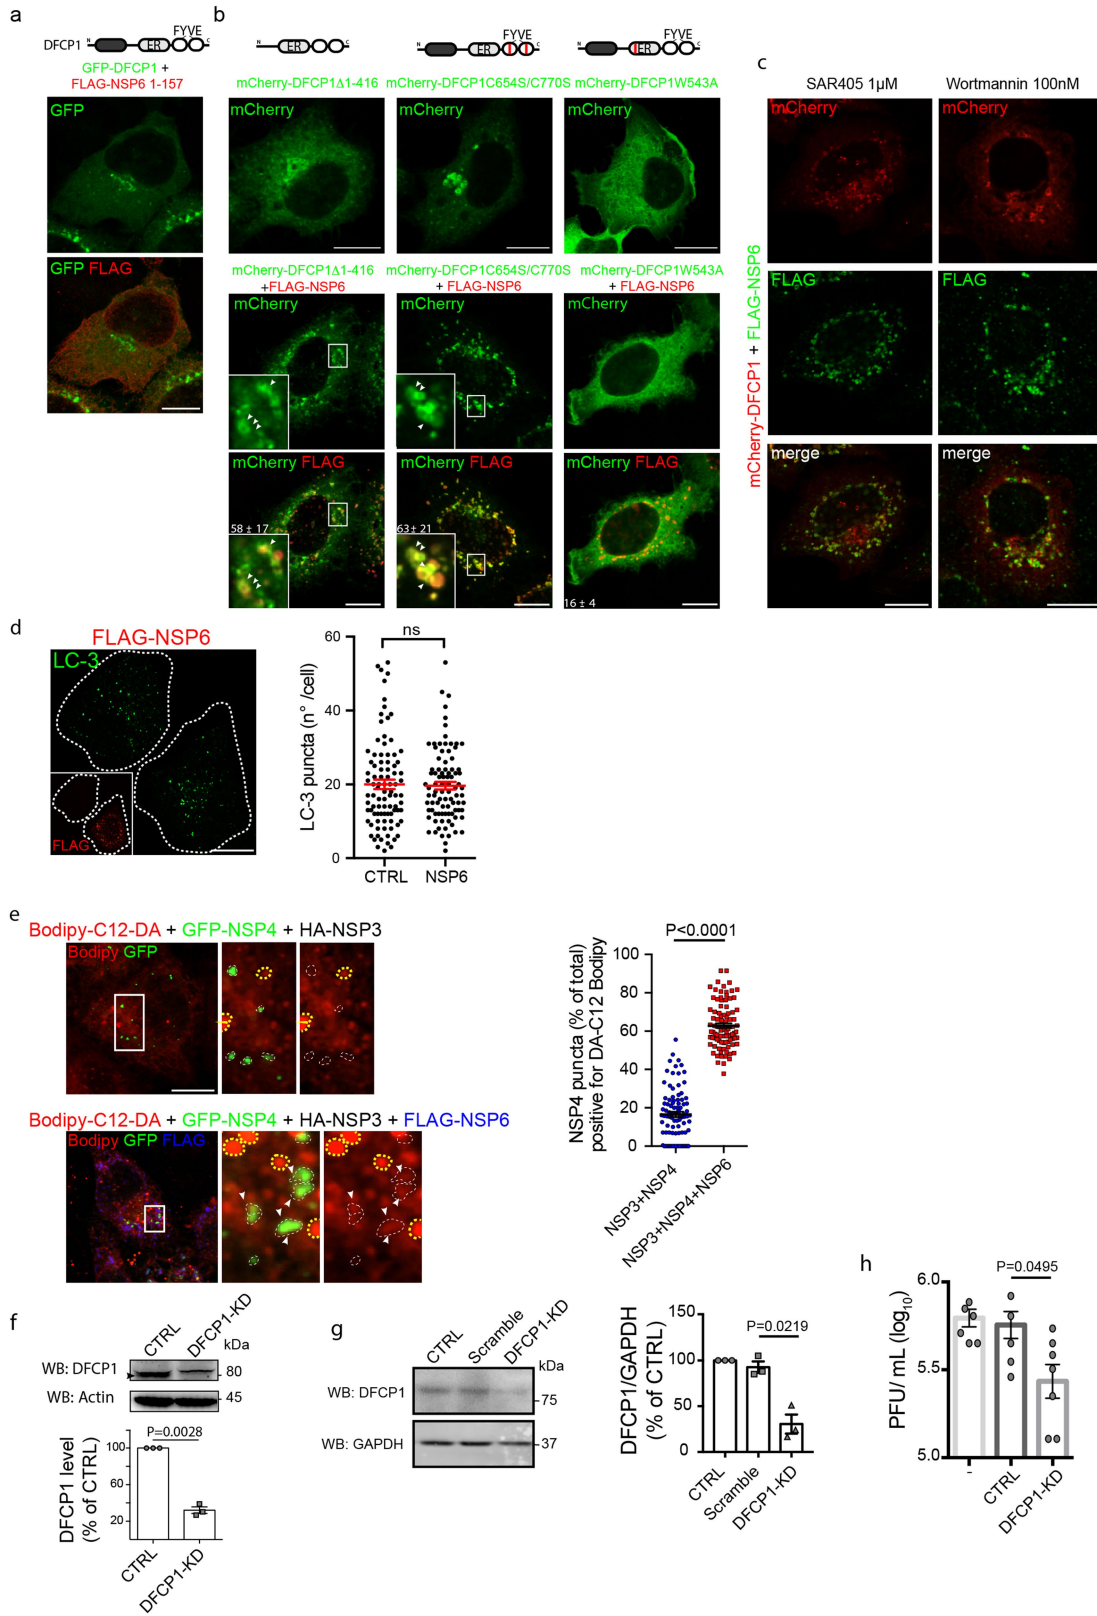 a
DFCP1
N
ER
FYVE
C
GFP-DFCP1 +
FLAG-NSP6 1-157
GFP
GFP FLAG
b
N
ER
C
N
ER
FYVE
C
N
ER
FYVE
C
mCherry-DFCP1Δ1-416
mCherry-DFCP1C654S/C770S
mCherry-DFCP1W543A
mCherry
mCherry
mCherry
mCherry-DFCP1Δ1-416
+FLAG-NSP6
mCherry-DFCP1C654S/C770S
+ FLAG-NSP6
mCherry-DFCP1W543A
+ FLAG-NSP6
mCherry
mCherry
mCherry
mCherry FLAG
mCherry FLAG
mCherry FLAG
58 ± 17
63 ± 21
16 ± 4
c
SAR405 1µM
Wortmannin 100nM
mCherry-DFCP1 + FLAG-NSP6
mCherry
mCherry
FLAG
FLAG
merge
merge
d
FLAG-NSP6
LC-3
FLAG
LC-3 puncta (n° /cell)
60
40
20
0
ns
CTRL
NSP6
e
Bodipy-C12-DA + GFP-NSP4 + HA-NSP3
Bodipy GFP
Bodipy-C12-DA + GFP-NSP4 + HA-NSP3 + FLAG-NSP6
Bodipy GFP FLAG
NSP4 puncta (% of total)
positive for DA-C12 Bodipy
P<0.0001
100
80
60
40
20
0
NSP3+NSP4
NSP3+NSP4+NSP6
f
CTRL
DFCP1-KD
kDa
WB: DFCP1
80
WB: Actin
45
P=0.0028
DFCP1 level
(% of CTRL)
100
60
20
CTRL
DFCP1-KD
g
CTRL
Scramble
DFCP1-KD
kDa
WB: DFCP1
75
WB: GAPDH
37
DFCP1/GAPDH
(% of CTRL)
150
100
50
0
P=0.0219
CTRL
Scramble
DFCP1-KD
h
P=0.0495
PFU/ mL (log10)
6.0
5.5
5.0
-
CTRL
DFCP1-KD